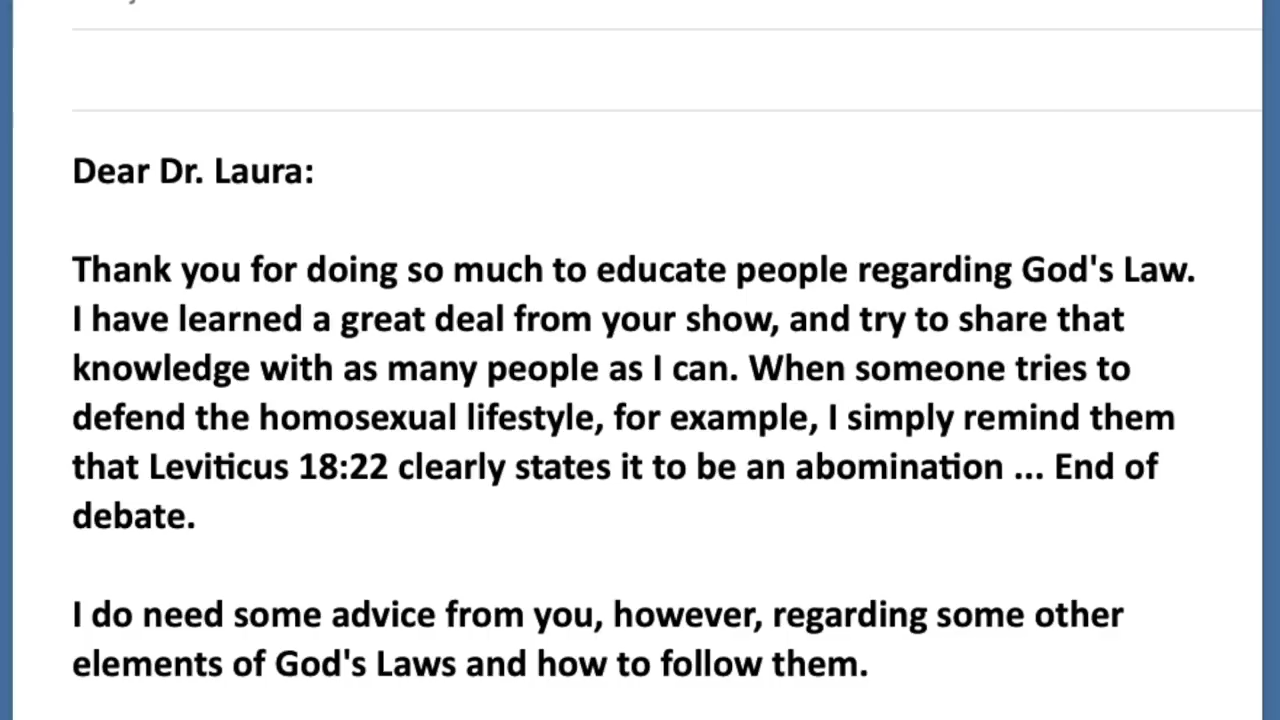 Dear Dr. Laura:
Thank you for doing so much to educate people regarding God's Law.
I have learned a great deal from your show, and try to share that
knowledge with as many people as I can. When someone tries to
defend the homosexual lifestyle, for example, I simply remind them
that Leviticus 18:22 clearly states it to be an abomination ... End of
debate.
I do need some advice from you, however, regarding some other
elements of God's Laws and how to follow them.